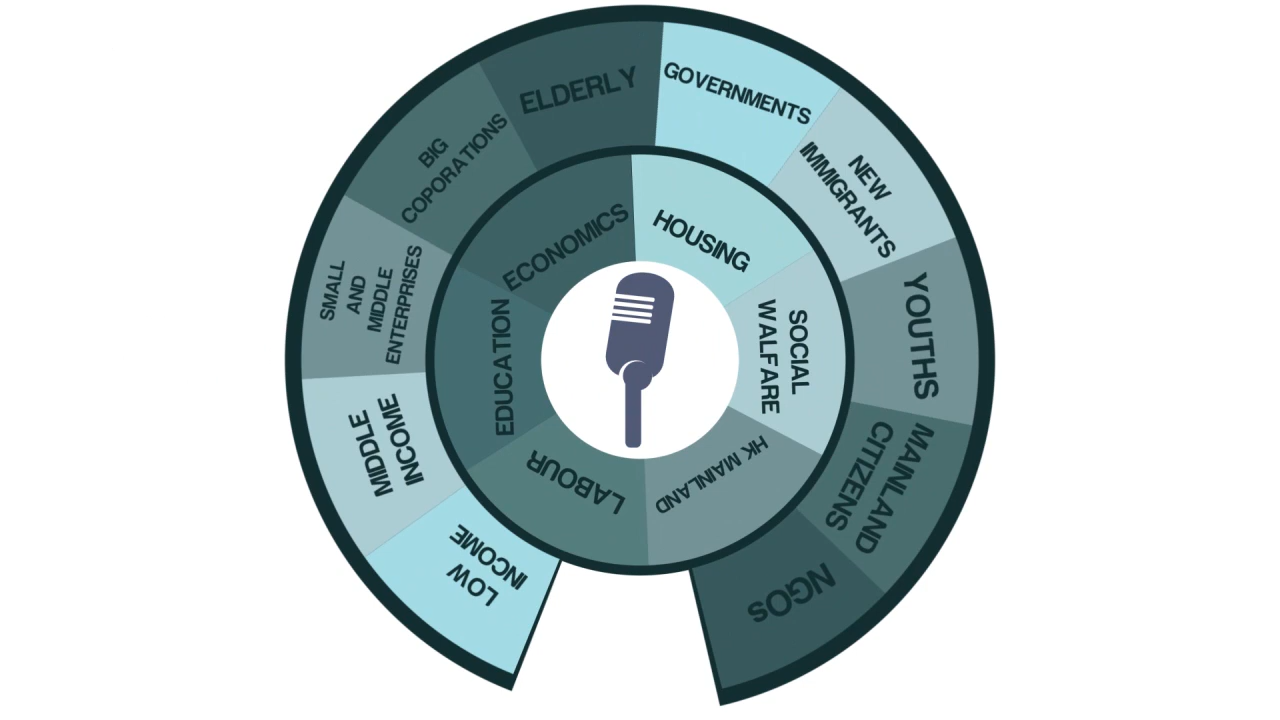 ELDERLY
GOVERNMENTS
NEW
IMMIGRANTS
YOUTHS
MAINLAND
CITIZENS
NGOs
LOW
INCOME
MIDDLE
INCOME
SMALL
AND
MIDDLE
ENTERPRISES
BIG
COPORATIONS
ECONOMICS
HOUSING
SOCIAL
WALFARE
HK MAINLAND
LABOUR
EDUCATION